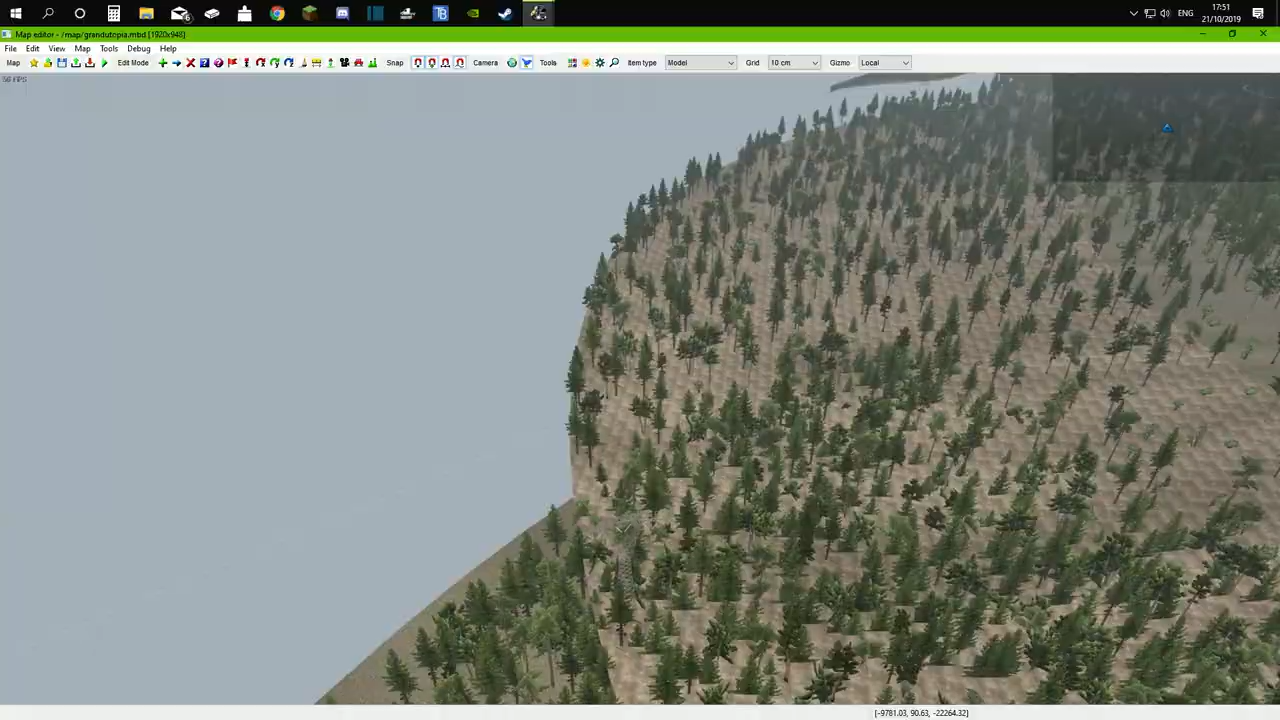 6
17:51
ENG
21/10/2019
Map editor - /map/grandutopia.mbd [1920x948]
File Edit View Map Tools Debug Help
Map Edit Mode Snap Camera Tools Item type Model Grid 10 cm Gizmo Local
TB
[-9781.03, 90.63, -22264.32]